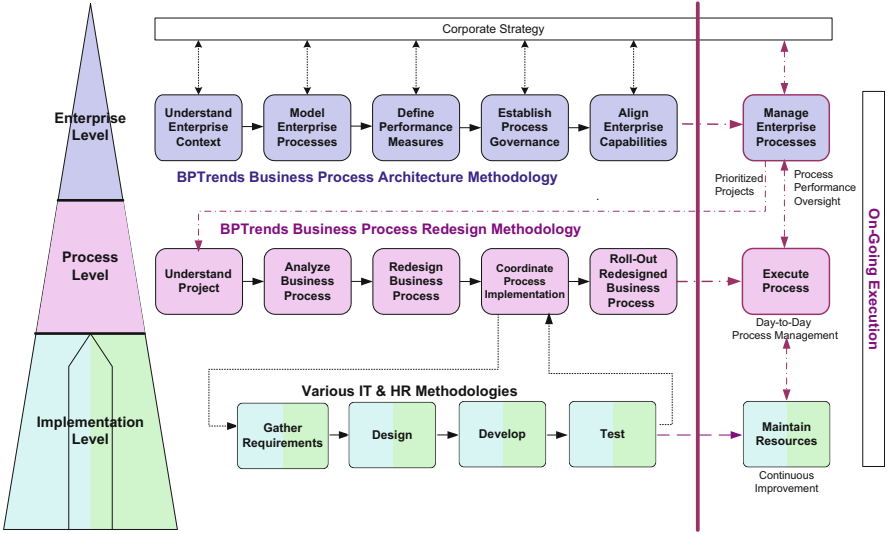 Corporate Strategy
Enterprise
Level
Understand
Enterprise
Context
Model
Enterprise
Processes
Define
Performance
Measures
Establish
Process
Governance
Align
Enterprise
Capabilities
Manage
Enterprise
Processes
BPTrends Business Process Architecture Methodology
Prioritized
Projects
Process
Performance
Oversight
On-Going Execution
BPTrends Business Process Redesign Methodology
Process
Level
Understand
Project
Analyze
Business
Process
Redesign
Business
Process
Coordinate
Process
Implementation
Roll-Out
Redesigned
Business
Process
Execute
Process
Day-to-Day
Process Management
Various IT & HR Methodologies
Implementation
Level
Gather
Requirements
Design
Develop
Test
Maintain
Resources
Continuous
Improvement